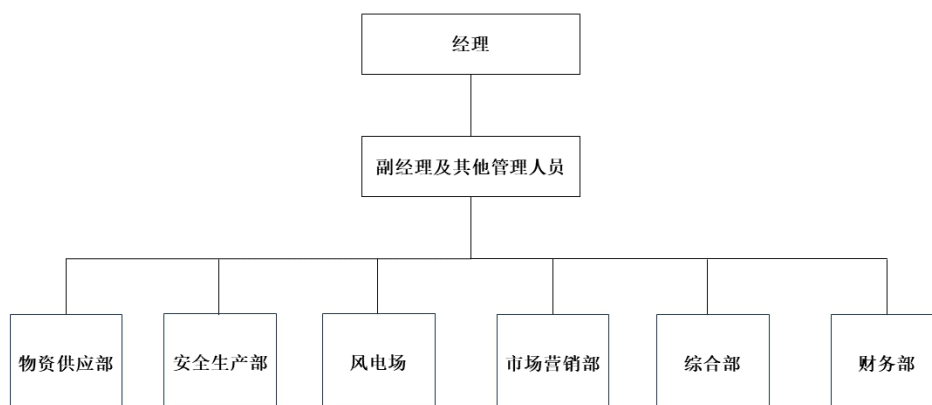 经理
副经理及其他管理人员
物资供应部
安全生产部
风电场
市场营销部
综合部
财务部